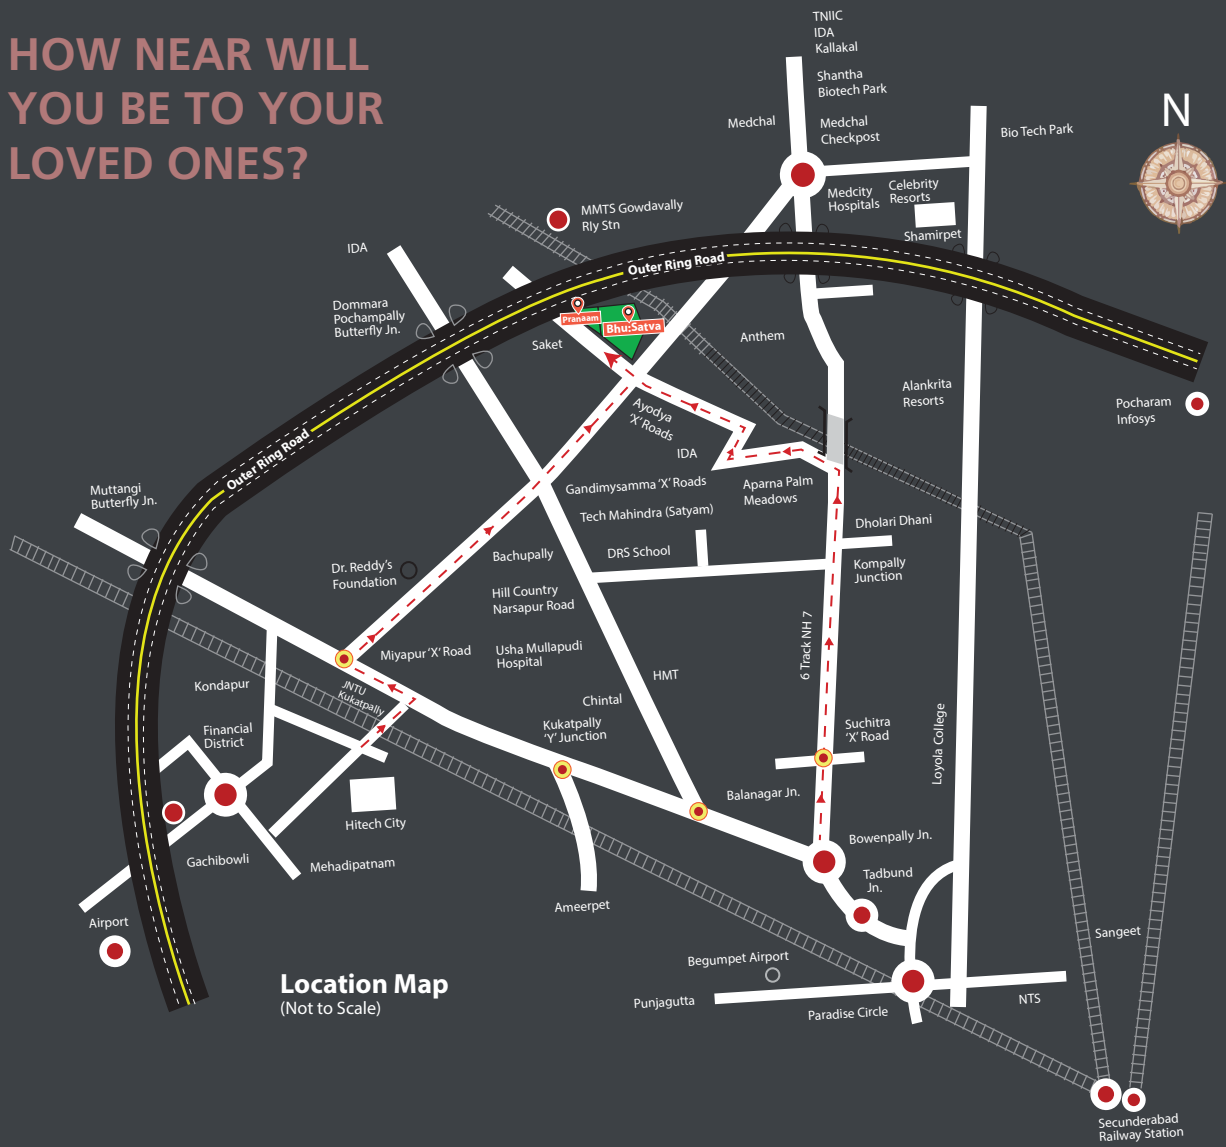 HOW NEAR WILL
YOU BE TO YOUR
LOVED ONES?
TNIIC
IDA
Kallakal
Shantha
Biotech Park
Medchal
Medchal
Checkpost
Bio Tech Park
N
Medcity
Hospitals
Celebrity
Resorts
Shamirpet
MMTS Gowdavally
Rly Stn
IDA
Outer Ring Road
Dommara
Pochampally
Butterfly Jn.
Pranaam
Bhu:Satva
Saket
Anthem
Alankrita
Resorts
Pocharam
Infosys
Ayodya
'X' Roads
IDA
Outer Ring Road
Muttangi
Butterfly Jn.
Gandimysamma 'X' Roads
Aparna Palm
Meadows
Tech Mahindra (Satyam)
Dholari Dhani
DRS School
Bachupally
Kompally
Junction
Dr. Reddy's
Foundation
Hill Country
Narsapur Road
6 Track NH 7
Miyapur 'X' Road
Usha Mullapudi
Hospital
HMT
JNTU
Kukatpally
Kondapur
Chintal
Kukatpally
'Y' Junction
Suchitra
'X' Road
Loyola College
Financial
District
Balanagar Jn.
Hitech City
Bowenpally Jn.
Gachibowli
Mehadipatnam
Tadbund
Jn.
Ameerpet
Airport
Sangeet
Begumpet Airport
Location Map
(Not to Scale)
Punjagutta
Paradise Circle
NTS
Secunderabad
Railway Station